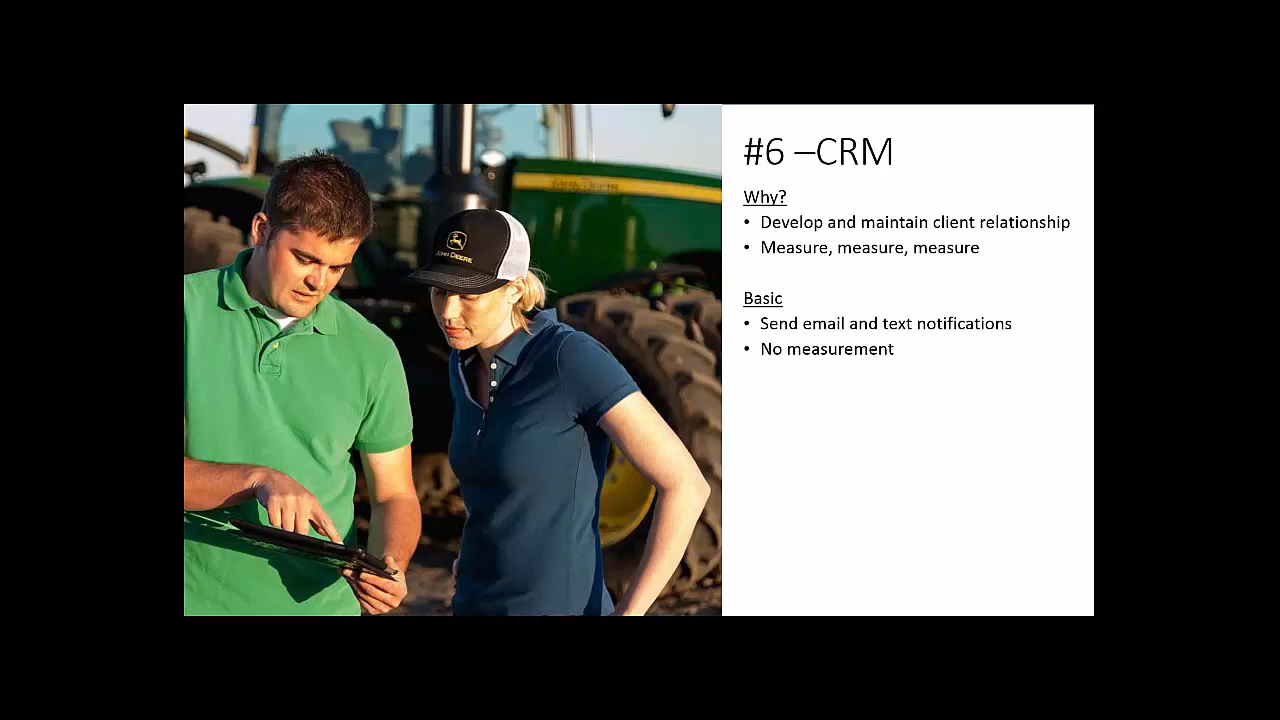 JOHN DEERE
#6 –CRM
Why?
• Develop and maintain client relationship
• Measure, measure, measure
Basic
• Send email and text notifications
• No measurement